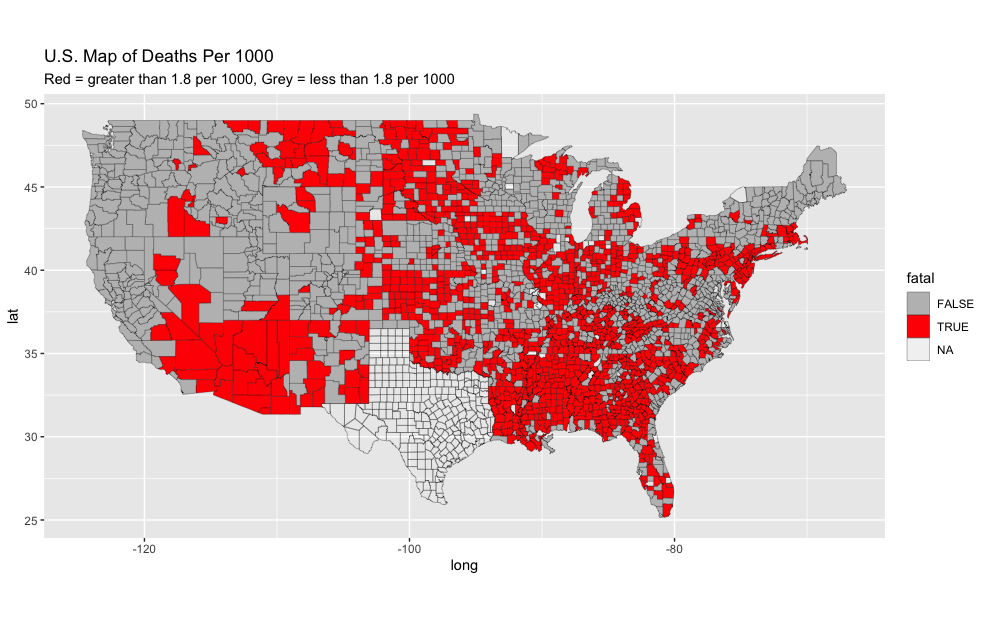 U.S. Map of Deaths Per 1000
Red = greater than 1.8 per 1000, Grey = less than 1.8 per 1000
50
45
40
35
30
25
lat
-120
-100
-80
long
fatal
FALSE
TRUE
NA